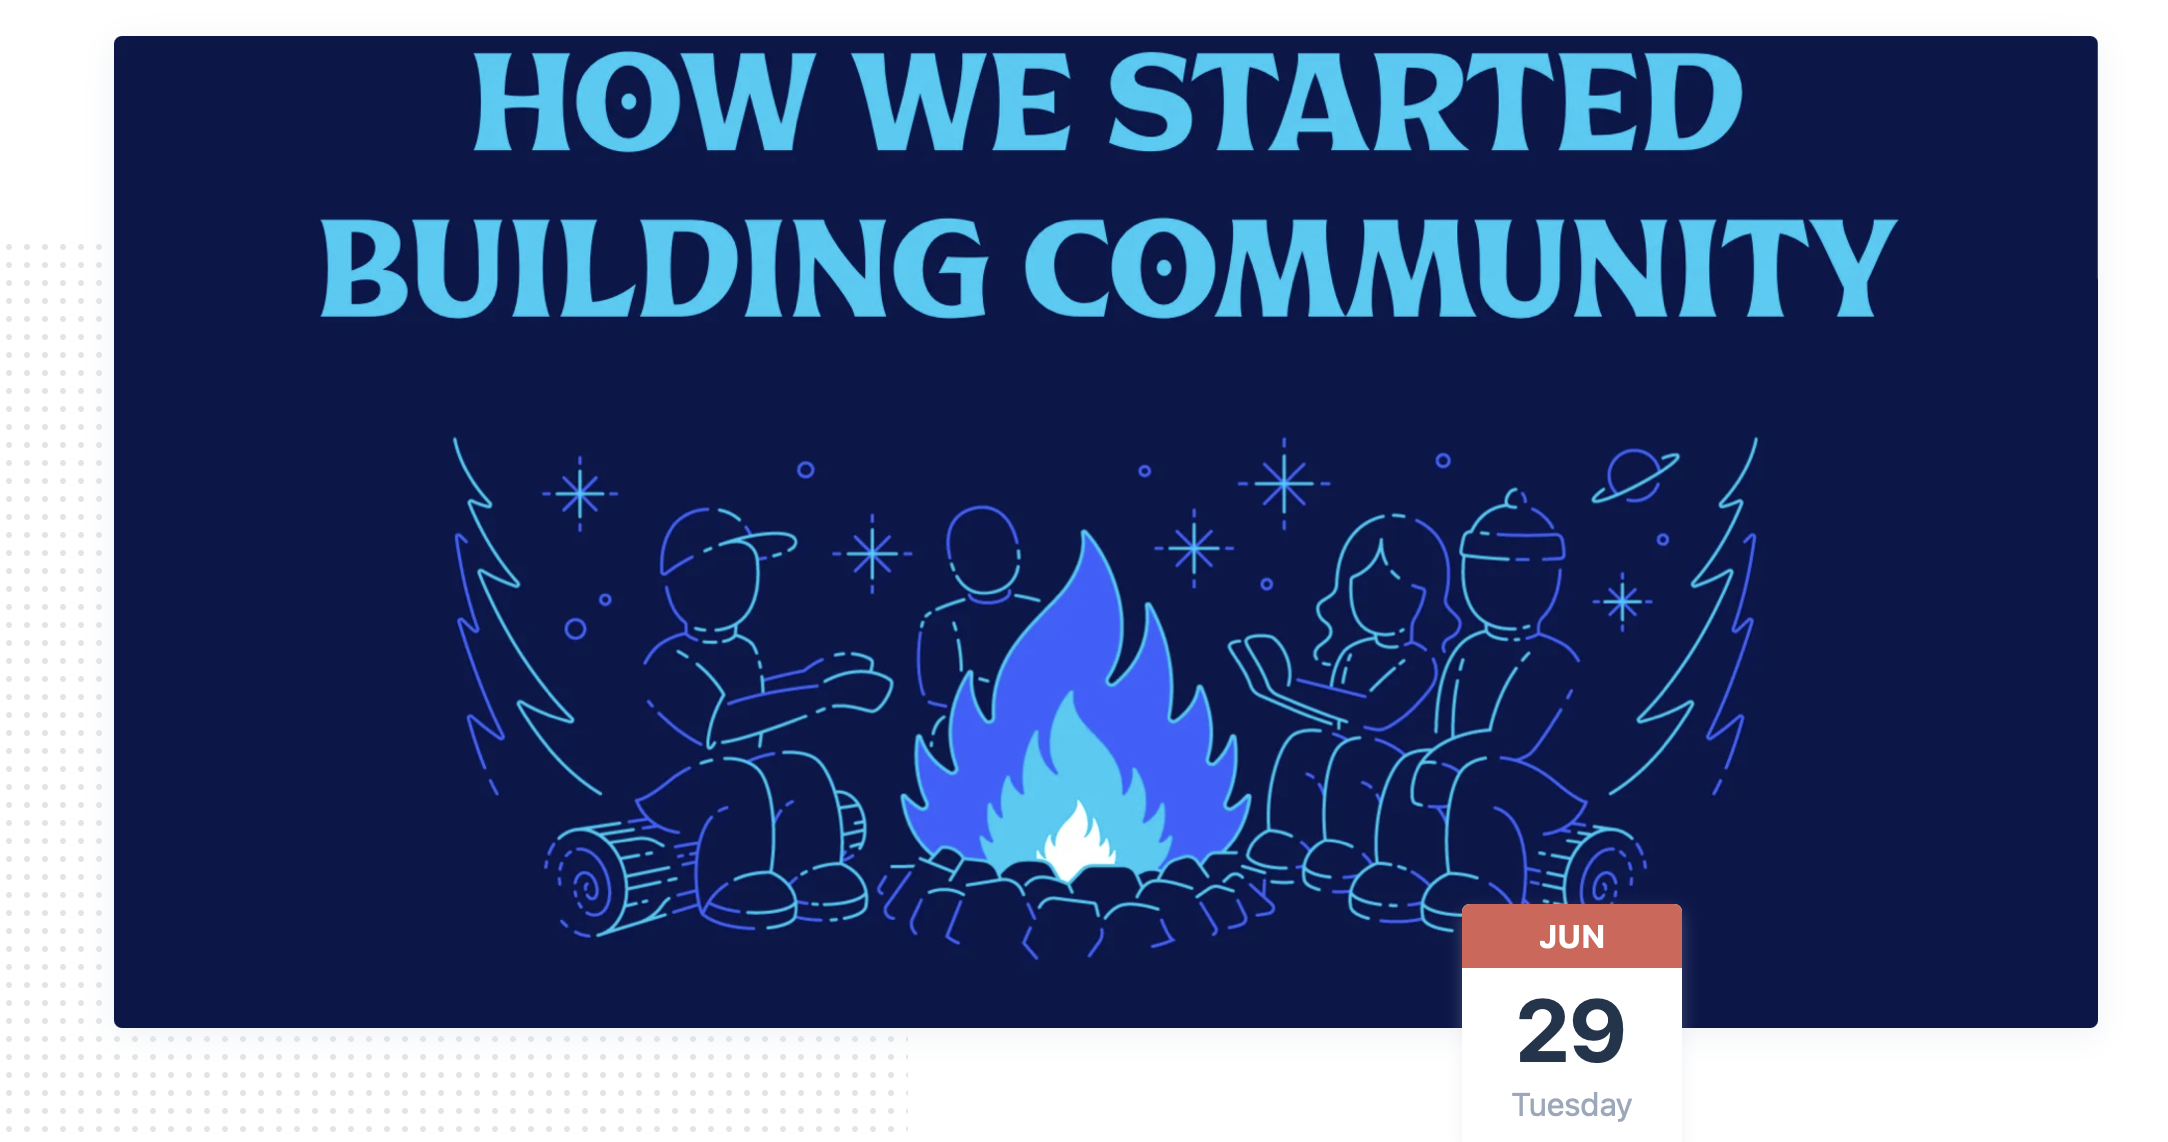 HOW WE STARTED
BUILDING COMMUNITY
JUN
29
Tuesday